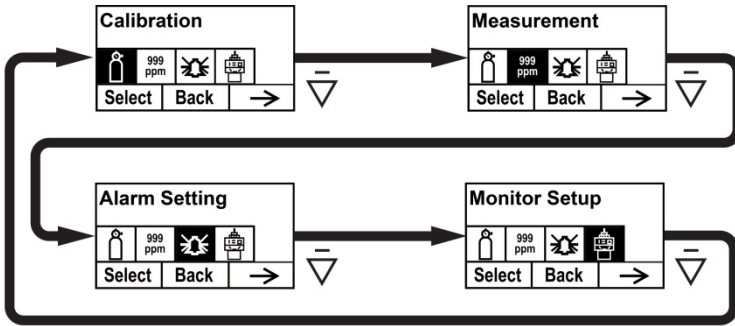 Calibration
999
ppm
Select Back →
Measurement
999
ppm
Select Back →
Alarm Setting
999
ppm
Select Back →
Monitor Setup
999
ppm
Select Back →